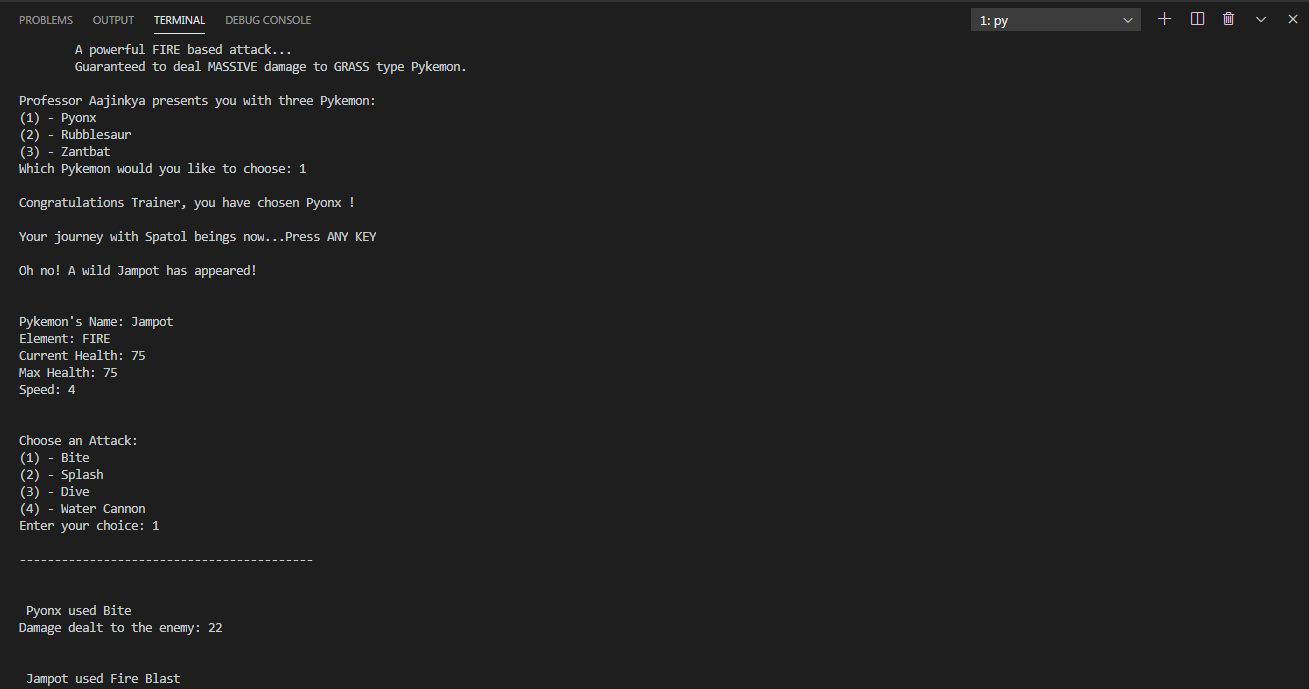 PROBLEMS OUTPUT TERMINAL DEBUG CONSOLE 1: py
A powerful FIRE based attack...
Guaranteed to deal MASSIVE damage to GRASS type Pykemon.
Professor Aajinkya presents you with three Pykemon:
(1) - Pyonx
(2) - Rubblesaur
(3) - Zantbat
Which Pykemon would you like to choose: 1
Congratulations Trainer, you have chosen Pyonx !
Your journey with Spatol beings now...Press ANY KEY
Oh no! A wild Jampot has appeared!
Pykemon's Name: Jampot
Element: FIRE
Current Health: 75
Max Health: 75
Speed: 4
Choose an Attack:
(1) - Bite
(2) - Splash
(3) - Dive
(4) - Water Cannon
Enter your choice: 1
------------------------------------------
Pyonx used Bite
Damage dealt to the enemy: 22
Jampot used Fire Blast